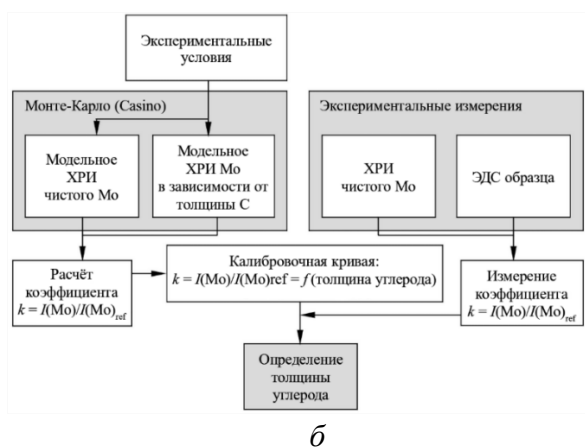 Экспериментальные
условия
Монте-Карло (Casino)
Экспериментальные измерения
Модельное
ХРИ
чистого Mo
Модельное
ХРИ Mo
в зависимости от
толщины C
ХРИ
чистого Mo
ЭДС образца
Расчёт
коэффициента
k = I(Mo)/I(Mo)ref
Калибровочная кривая:
k = I(Mo)/I(Mo)ref = f (толщина углерода)
Измерение
коэффициента
k = I(Mo)/I(Mo)ref
Определение
толщины
углерода
б